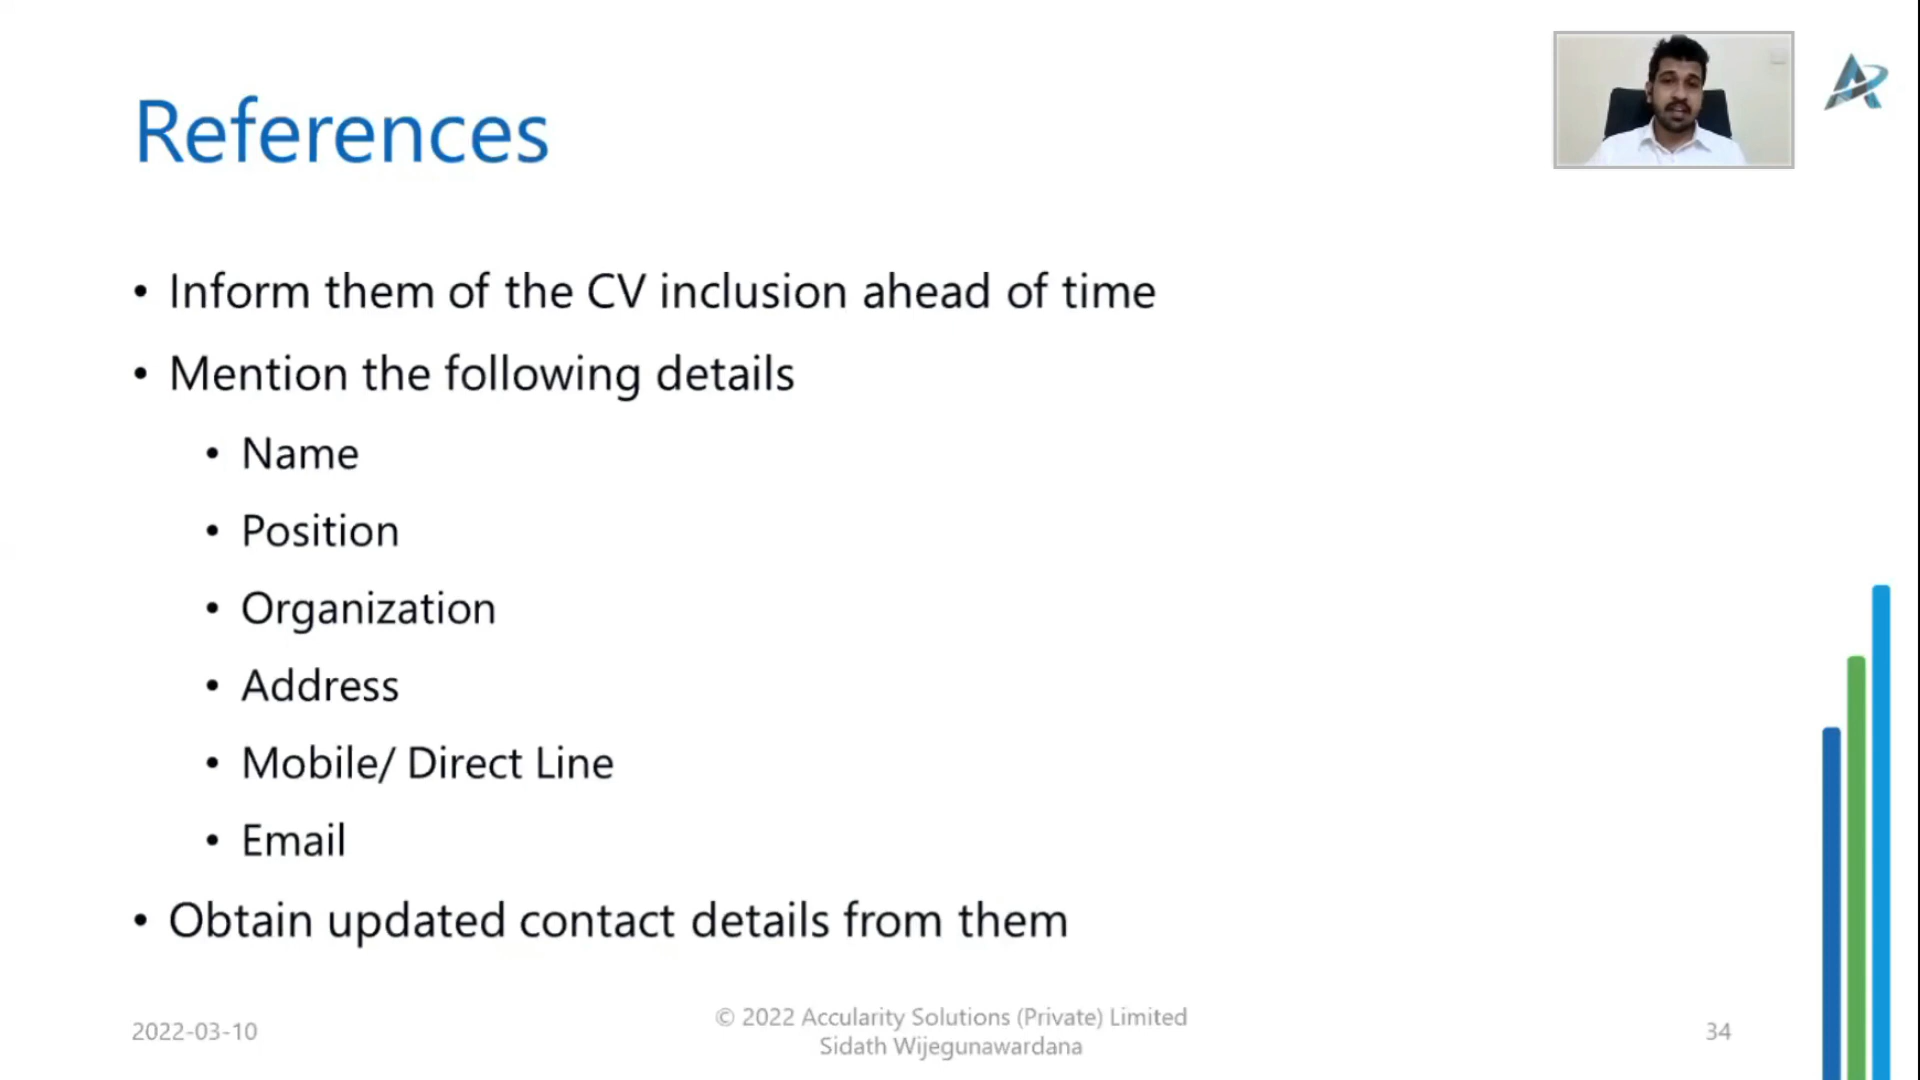 References
• Inform them of the CV inclusion ahead of time
• Mention the following details
• Name
• Position
• Organization
• Address
• Mobile/ Direct Line
• Email
• Obtain updated contact details from them
2022-03-10
© 2022 Accularity Solutions (Private) Limited
Sidath Wijegunawardana
34